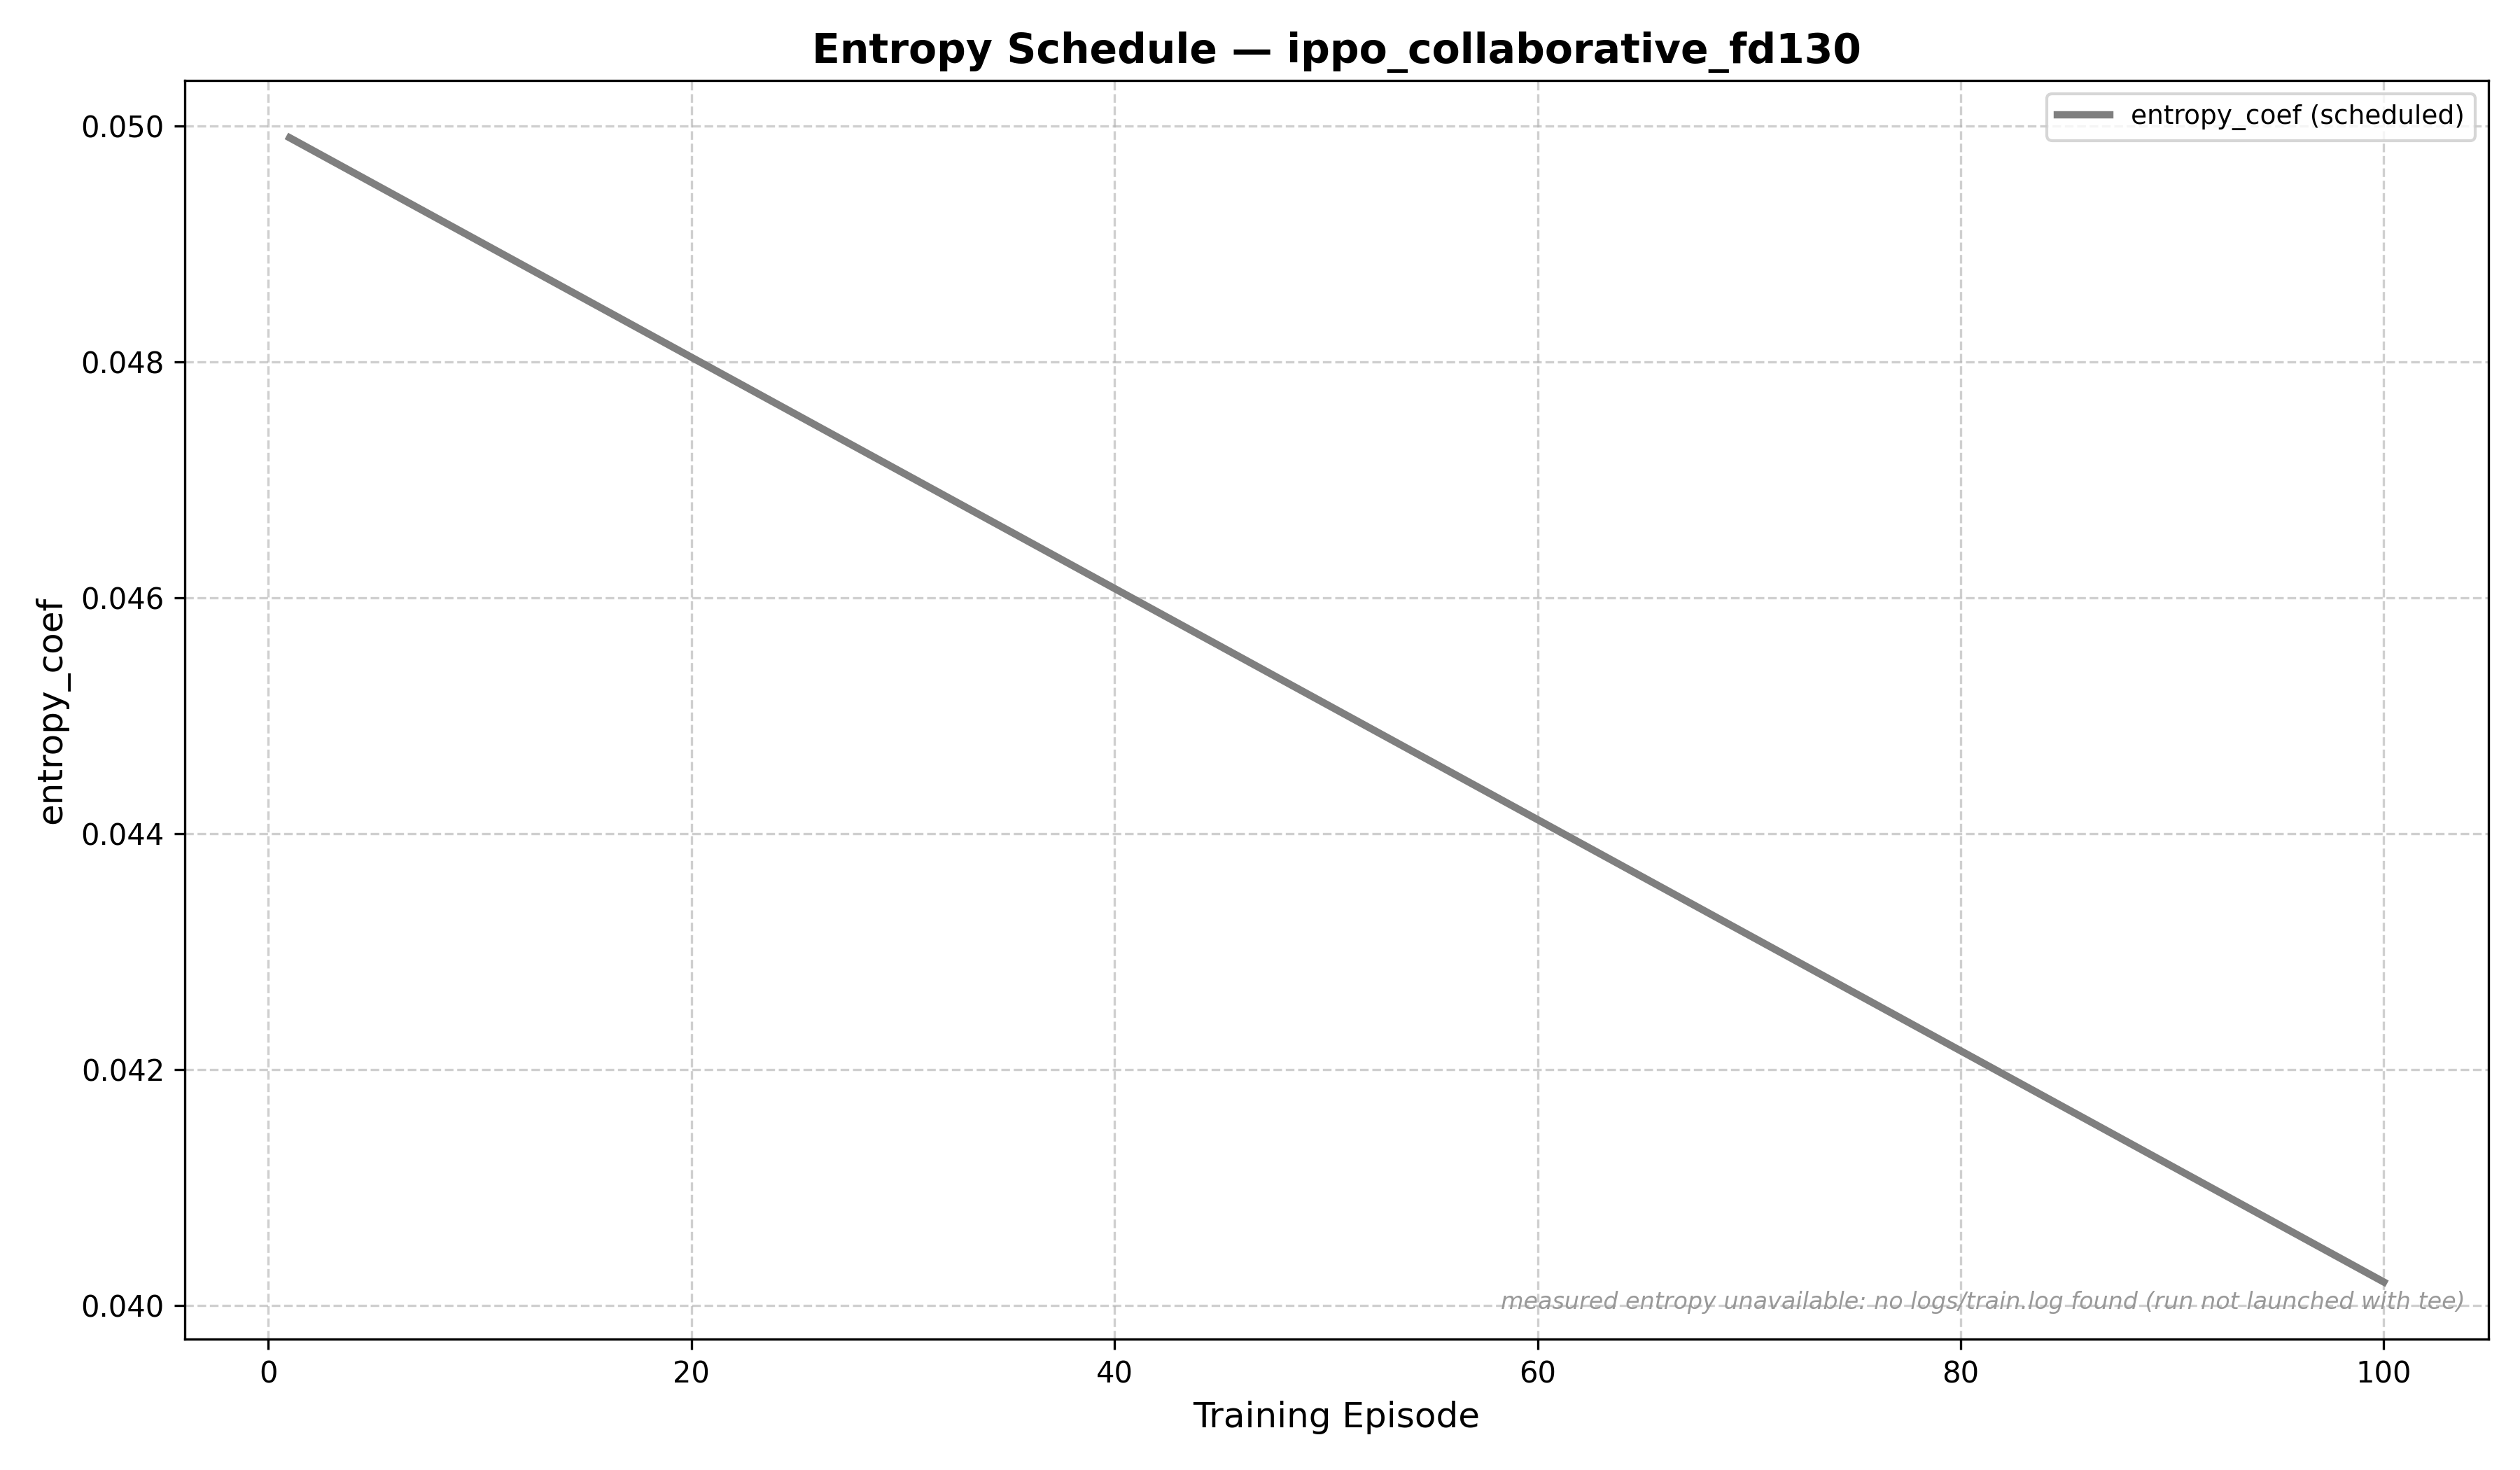 Entropy Schedule — ippo_collaborative_fd130
entropy_coef (scheduled)
entropy_coef
0.050
0.048
0.046
0.044
0.042
0.040
measured entropy unavailable: no logs/train.log found (run not launched with tee)
0 20 40 60 80 100
Training Episode